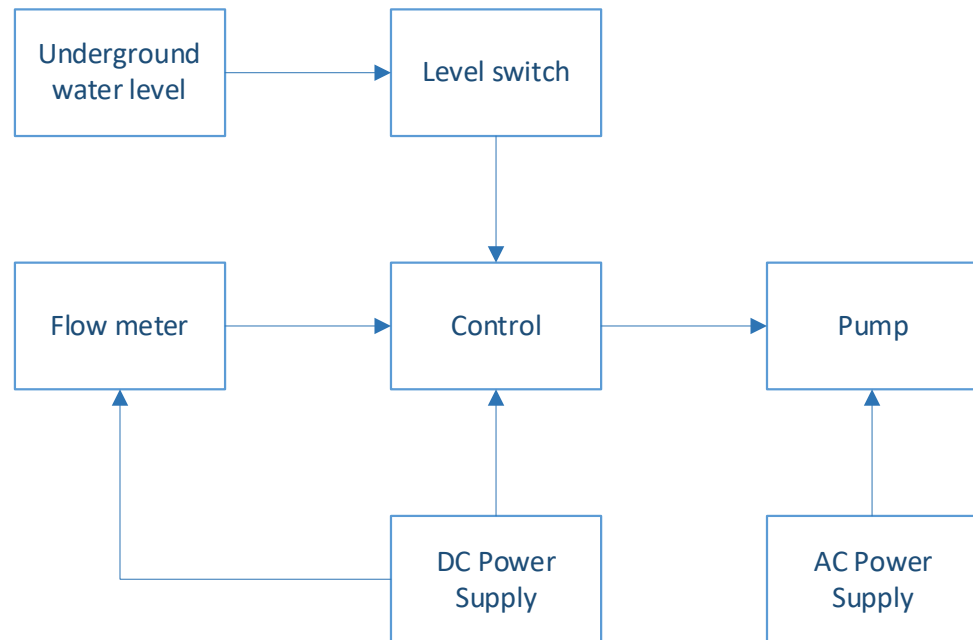 Underground
water level
Level switch
Flow meter
Control
Pump
DC Power
Supply
AC Power
Supply